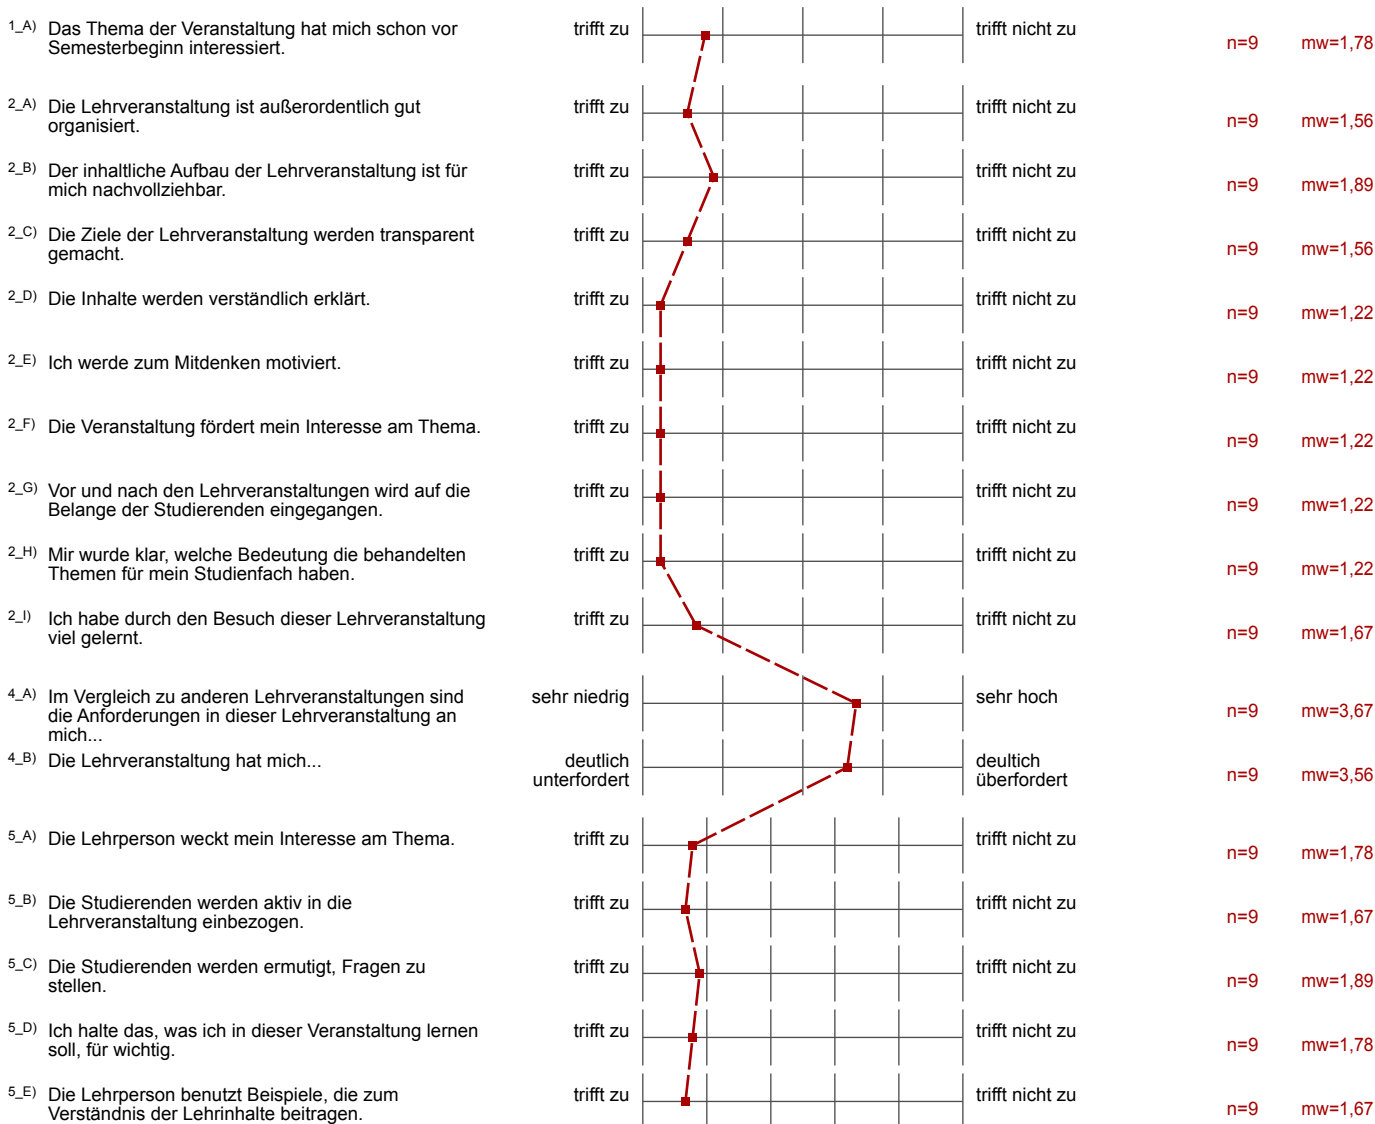 1_A) Das Thema der Veranstaltung hat mich schon vor
Semesterbeginn interessiert.
trifft zu
trifft nicht zu
n=9 mw=1,78
2_A) Die Lehrveranstaltung ist außerordentlich gut
organisiert.
trifft zu
trifft nicht zu
n=9 mw=1,56
2_B) Der inhaltliche Aufbau der Lehrveranstaltung ist für
mich nachvollziehbar.
trifft zu
trifft nicht zu
n=9 mw=1,89
2_C) Die Ziele der Lehrveranstaltung werden transparent
gemacht.
trifft zu
trifft nicht zu
n=9 mw=1,56
2_D) Die Inhalte werden verständlich erklärt.
trifft zu
trifft nicht zu
n=9 mw=1,22
2_E) Ich werde zum Mitdenken motiviert.
trifft zu
trifft nicht zu
n=9 mw=1,22
2_F) Die Veranstaltung fördert mein Interesse am Thema.
trifft zu
trifft nicht zu
n=9 mw=1,22
2_G) Vor und nach den Lehrveranstaltungen wird auf die
Belange der Studierenden eingegangen.
trifft zu
trifft nicht zu
n=9 mw=1,22
2_H) Mir wurde klar, welche Bedeutung die behandelten
Themen für mein Studienfach haben.
trifft zu
trifft nicht zu
n=9 mw=1,22
2_I) Ich habe durch den Besuch dieser Lehrveranstaltung
viel gelernt.
trifft zu
trifft nicht zu
n=9 mw=1,67
4_A) Im Vergleich zu anderen Lehrveranstaltungen sind
die Anforderungen in dieser Lehrveranstaltung an
mich...
sehr niedrig
sehr hoch
n=9 mw=3,67
4_B) Die Lehrveranstaltung hat mich...
deutlich
unterfordert
deultich
überfordert
n=9 mw=3,56
5_A) Die Lehrperson weckt mein Interesse am Thema.
trifft zu
trifft nicht zu
n=9 mw=1,78
5_B) Die Studierenden werden aktiv in die
Lehrveranstaltung einbezogen.
trifft zu
trifft nicht zu
n=9 mw=1,67
5_C) Die Studierenden werden ermutigt, Fragen zu
stellen.
trifft zu
trifft nicht zu
n=9 mw=1,89
5_D) Ich halte das, was ich in dieser Veranstaltung lernen
soll, für wichtig.
trifft zu
trifft nicht zu
n=9 mw=1,78
5_E) Die Lehrperson benutzt Beispiele, die zum
Verständnis der Lehrinhalte beitragen.
trifft zu
trifft nicht zu
n=9 mw=1,67